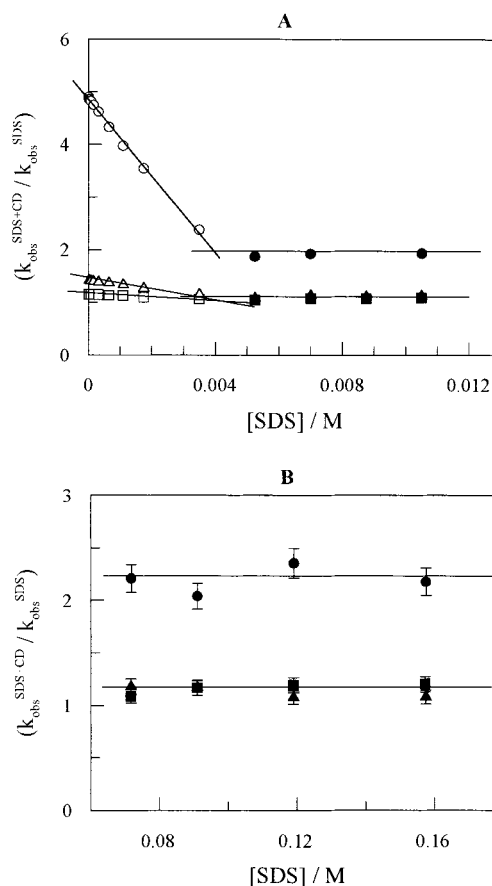 A
6
4
2
0
(k_obs^SDS+CD / k_obs^SDS)
0 0.004 0.008 0.012
[SDS] / M
B
3
2
1
0
(k_obs^SDS·CD / k_obs^SDS)
0.08 0.12 0.16
[SDS] / M